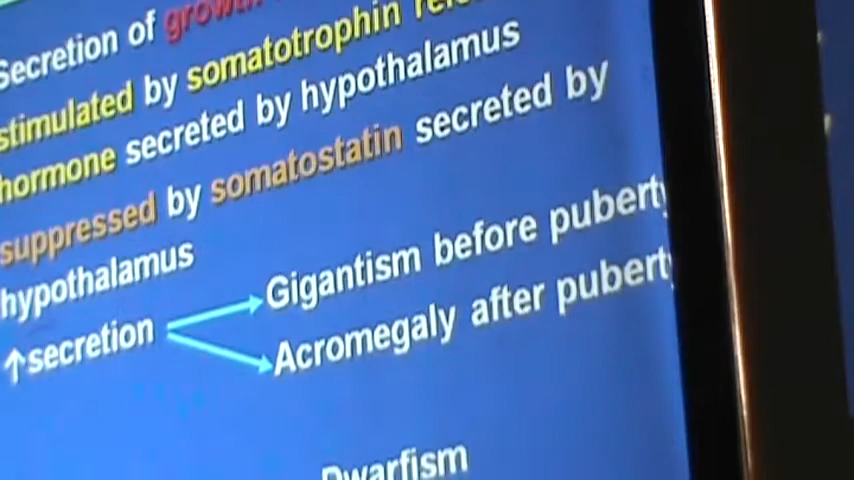 Secretion of growth
stimulated by somatotrophin
hormone secreted by hypothalamus
suppressed by somatostatin secreted by
hypothalamus
↑secretion
Gigantism before puberty
Acromegaly after puberty
Dwarfism